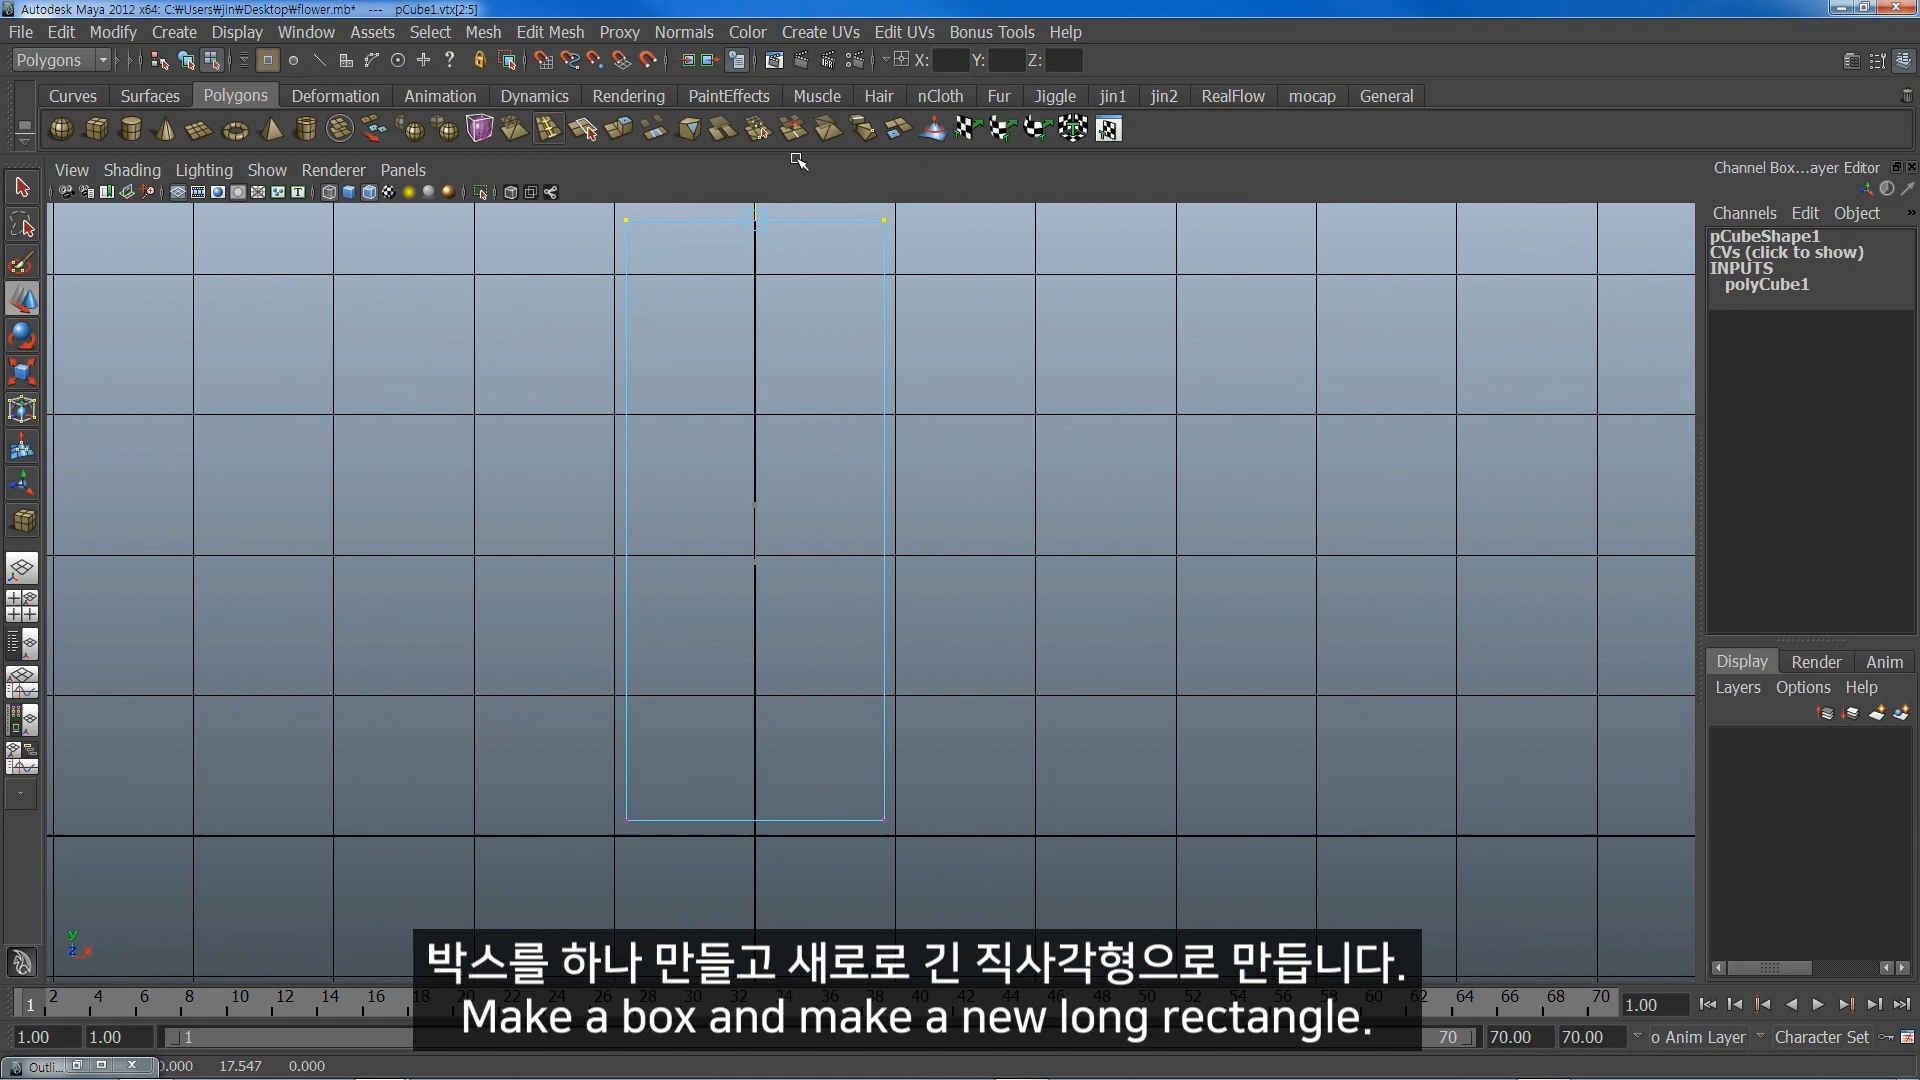 Autodesk Maya 2012 x64: C:₩Users₩jin₩Desktop₩flower.mb* --- pCube1.vtx[2:5]
File Edit Modify Create Display Window Assets Select Mesh Edit Mesh Proxy Normals Color Create UVs Edit UVs Bonus Tools Help
Polygons X: Y: Z:
Curves Surfaces Polygons Deformation Animation Dynamics Rendering PaintEffects Muscle Hair nCloth Fur Jiggle jin1 jin2 RealFlow mocap General
View Shading Lighting Show Renderer Panels
Channel Box...ayer Editor
Channels Edit Object
pCubeShape1
CVs (click to show)
INPUTS
polyCube1
Display Render Anim
Layers Options Help
y
z x
박스를 하나 만들고 새로로 긴 직사각형으로 만듭니다.
Make a box and make a new long rectangle.
1 2 4 6 8 10 12 14 16 64 66 68 70 1.00
1.00 1.00 1 70 70.00 70.00 o Anim Layer Character Set
Outli... 0.000 17.547 0.000